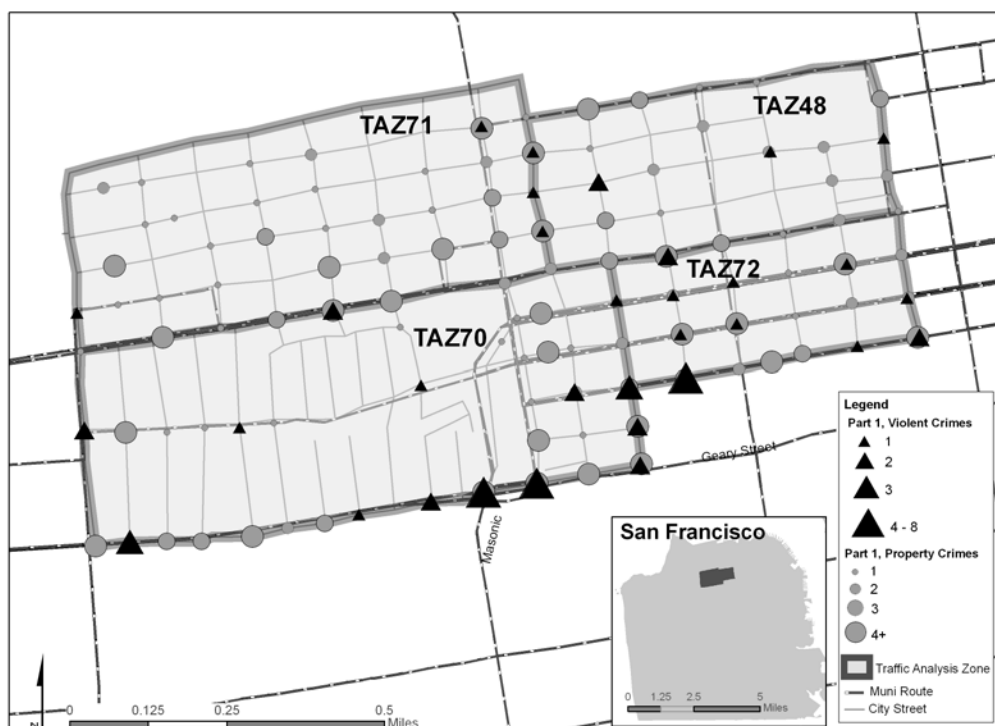 TAZ71
TAZ48
TAZ72
TAZ70
Geary Street
Masonic
Legend
Part 1, Violent Crimes
1
2
3
4 - 8
Part 1, Property Crimes
1
2
3
4+
Traffic Analysis Zone
Muni Route
City Street
San Francisco
0 1.25 2.5 5
Miles
N
0 0.125 0.25 0.5
Miles